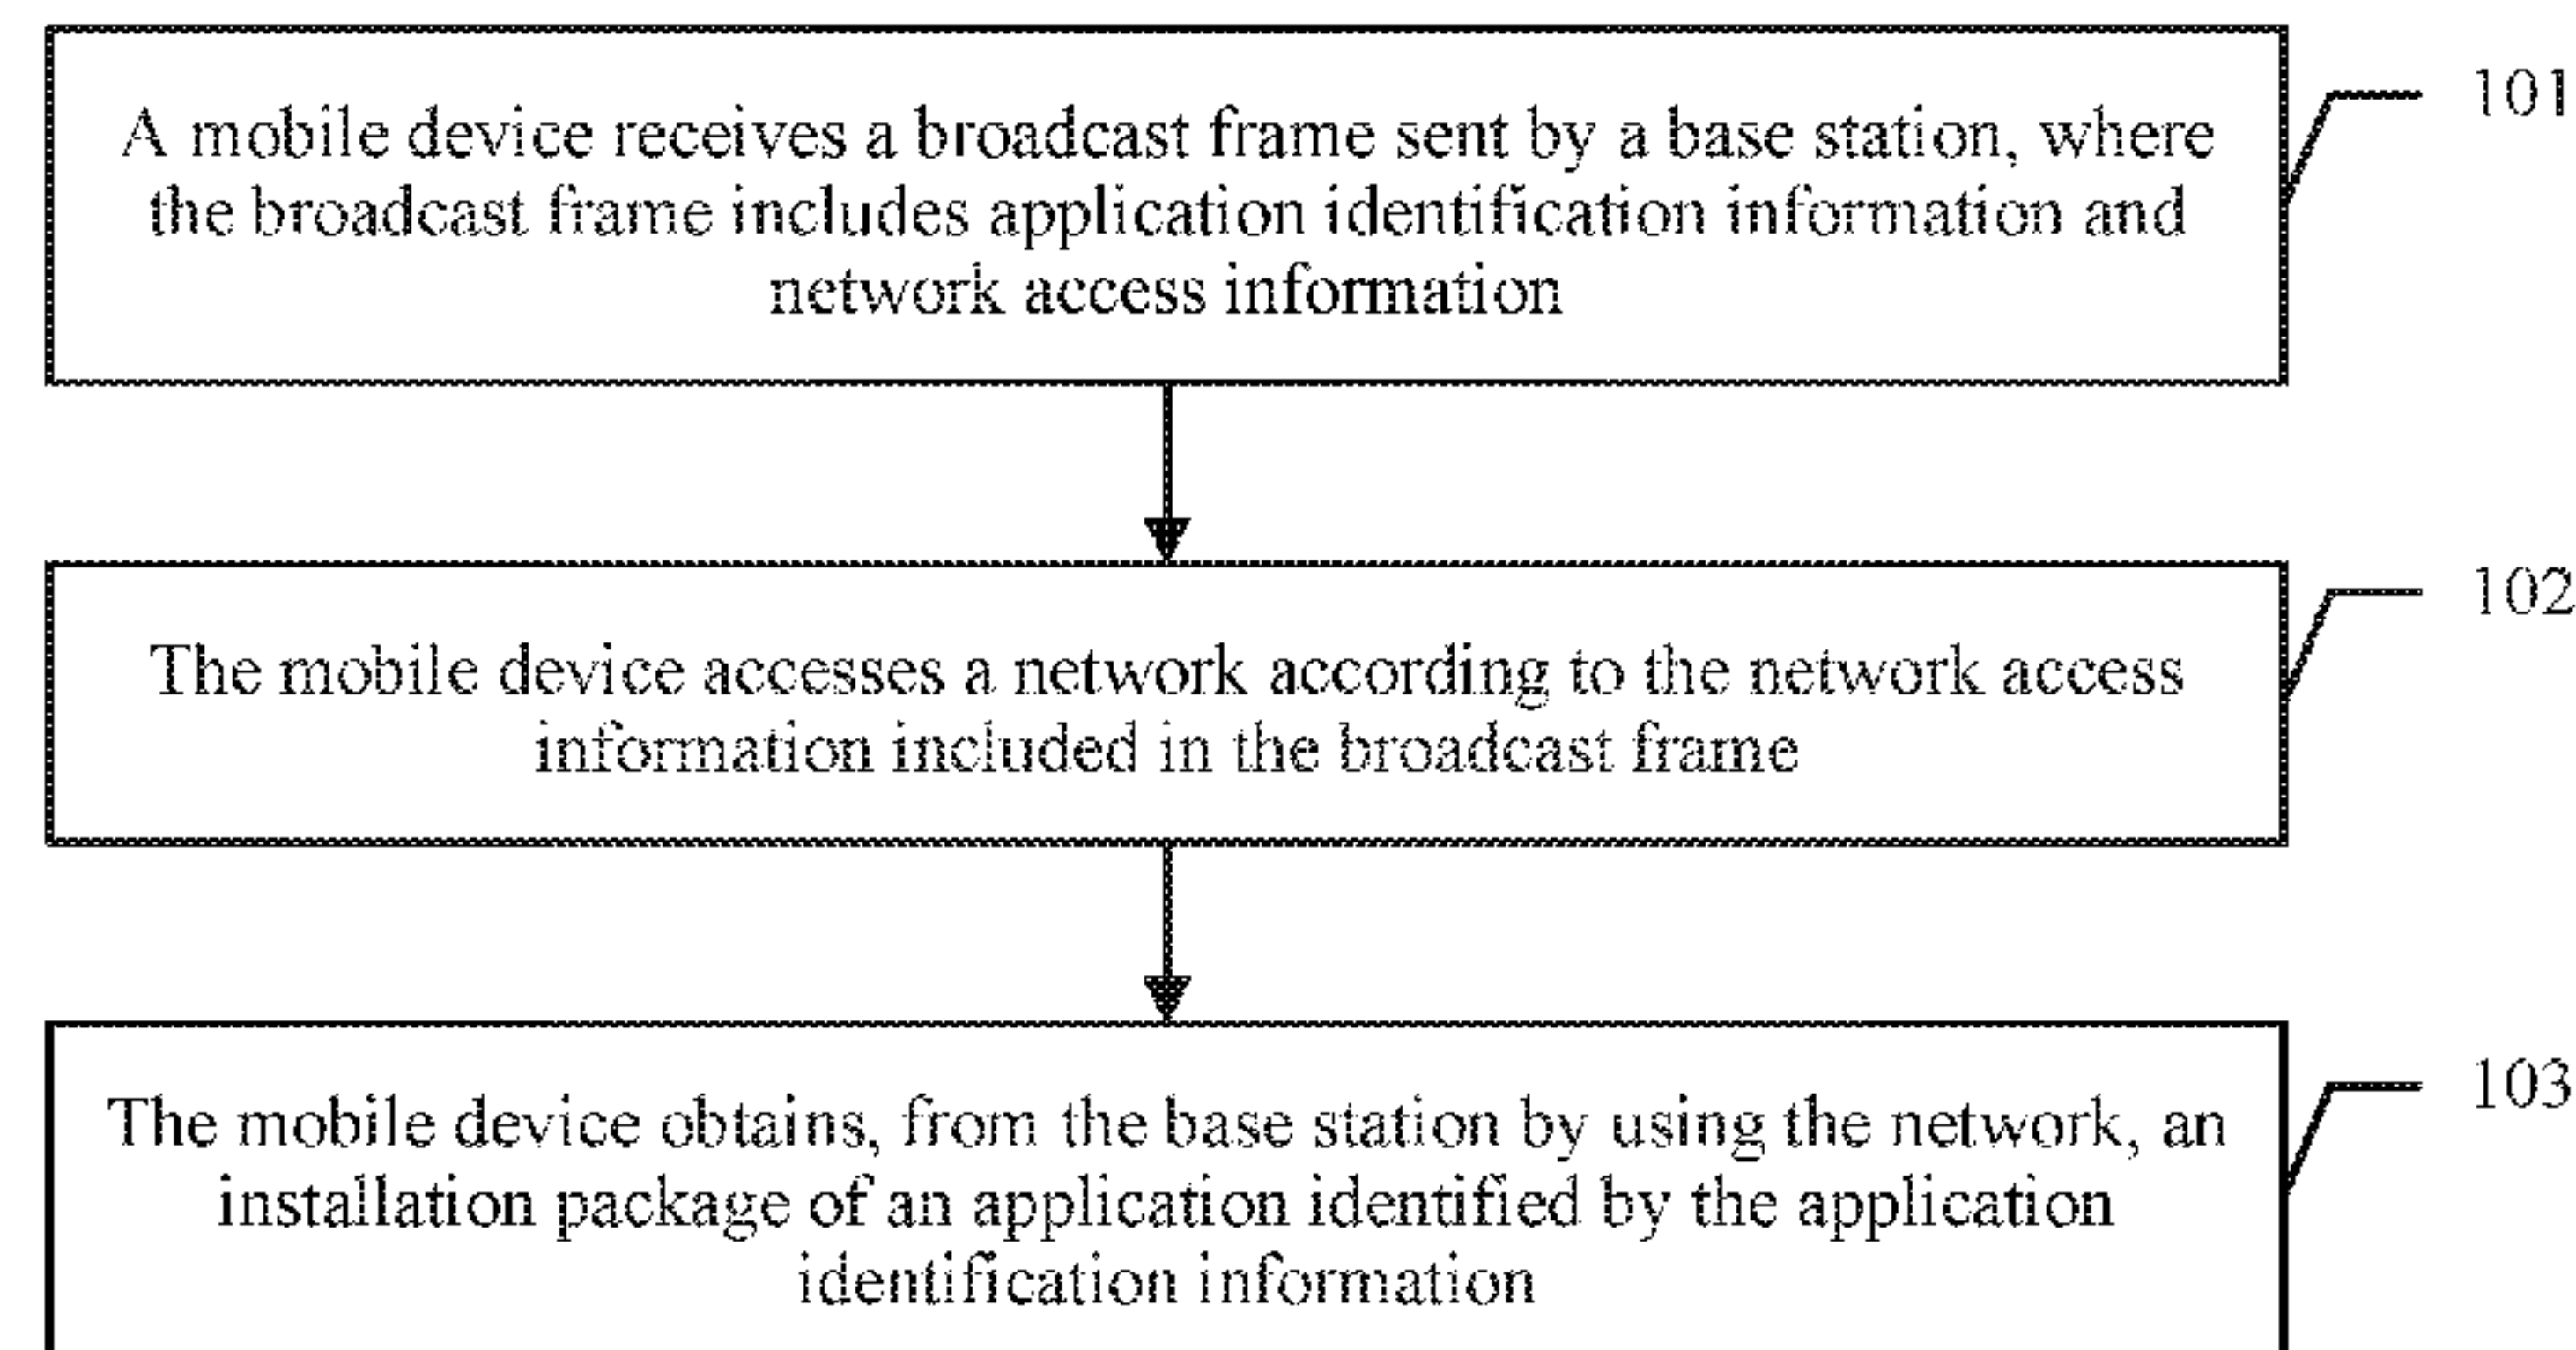 A mobile device receives a broadcast frame sent by a base station, where
the broadcast frame includes application identification information and
network access information
101
The mobile device accesses a network according to the network access
information included in the broadcast frame
102
The mobile device obtains, from the base station by using the network, an
installation package of an application identified by the application
identification information
103